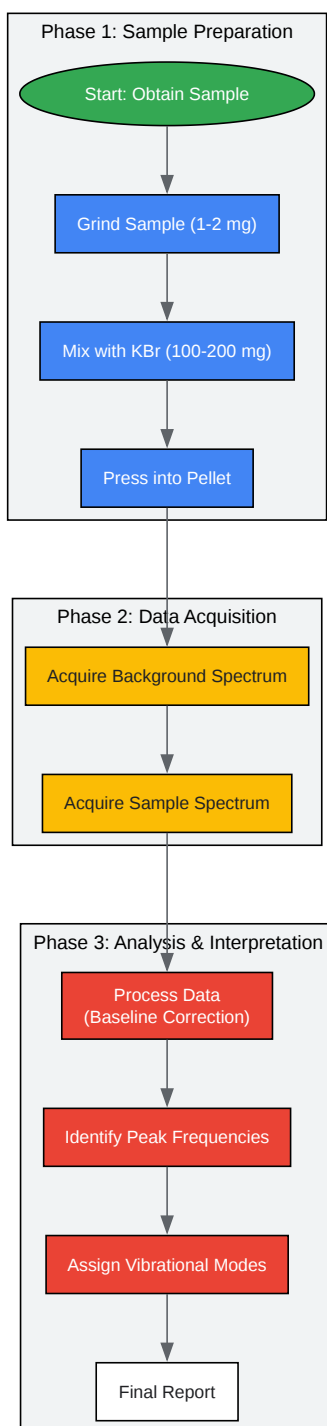 Phase 1: Sample Preparation
Start: Obtain Sample
Grind Sample (1-2 mg)
Mix with KBr (100-200 mg)
Press into Pellet
Phase 2: Data Acquisition
Acquire Background Spectrum
Acquire Sample Spectrum
Phase 3: Analysis & Interpretation
Process Data
(Baseline Correction)
Identify Peak Frequencies
Assign Vibrational Modes
Final Report